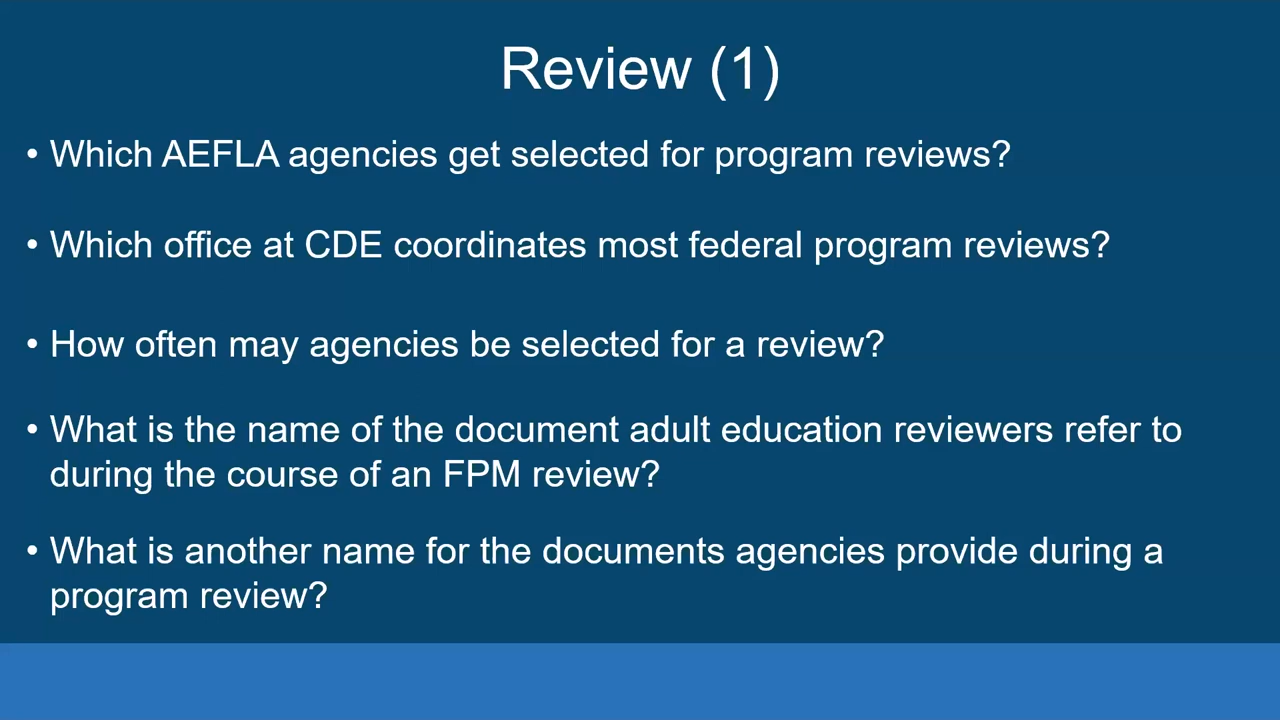 Review (1)
• Which AEFLA agencies get selected for program reviews?
• Which office at CDE coordinates most federal program reviews?
• How often may agencies be selected for a review?
• What is the name of the document adult education reviewers refer to
during the course of an FPM review?
• What is another name for the documents agencies provide during a
program review?